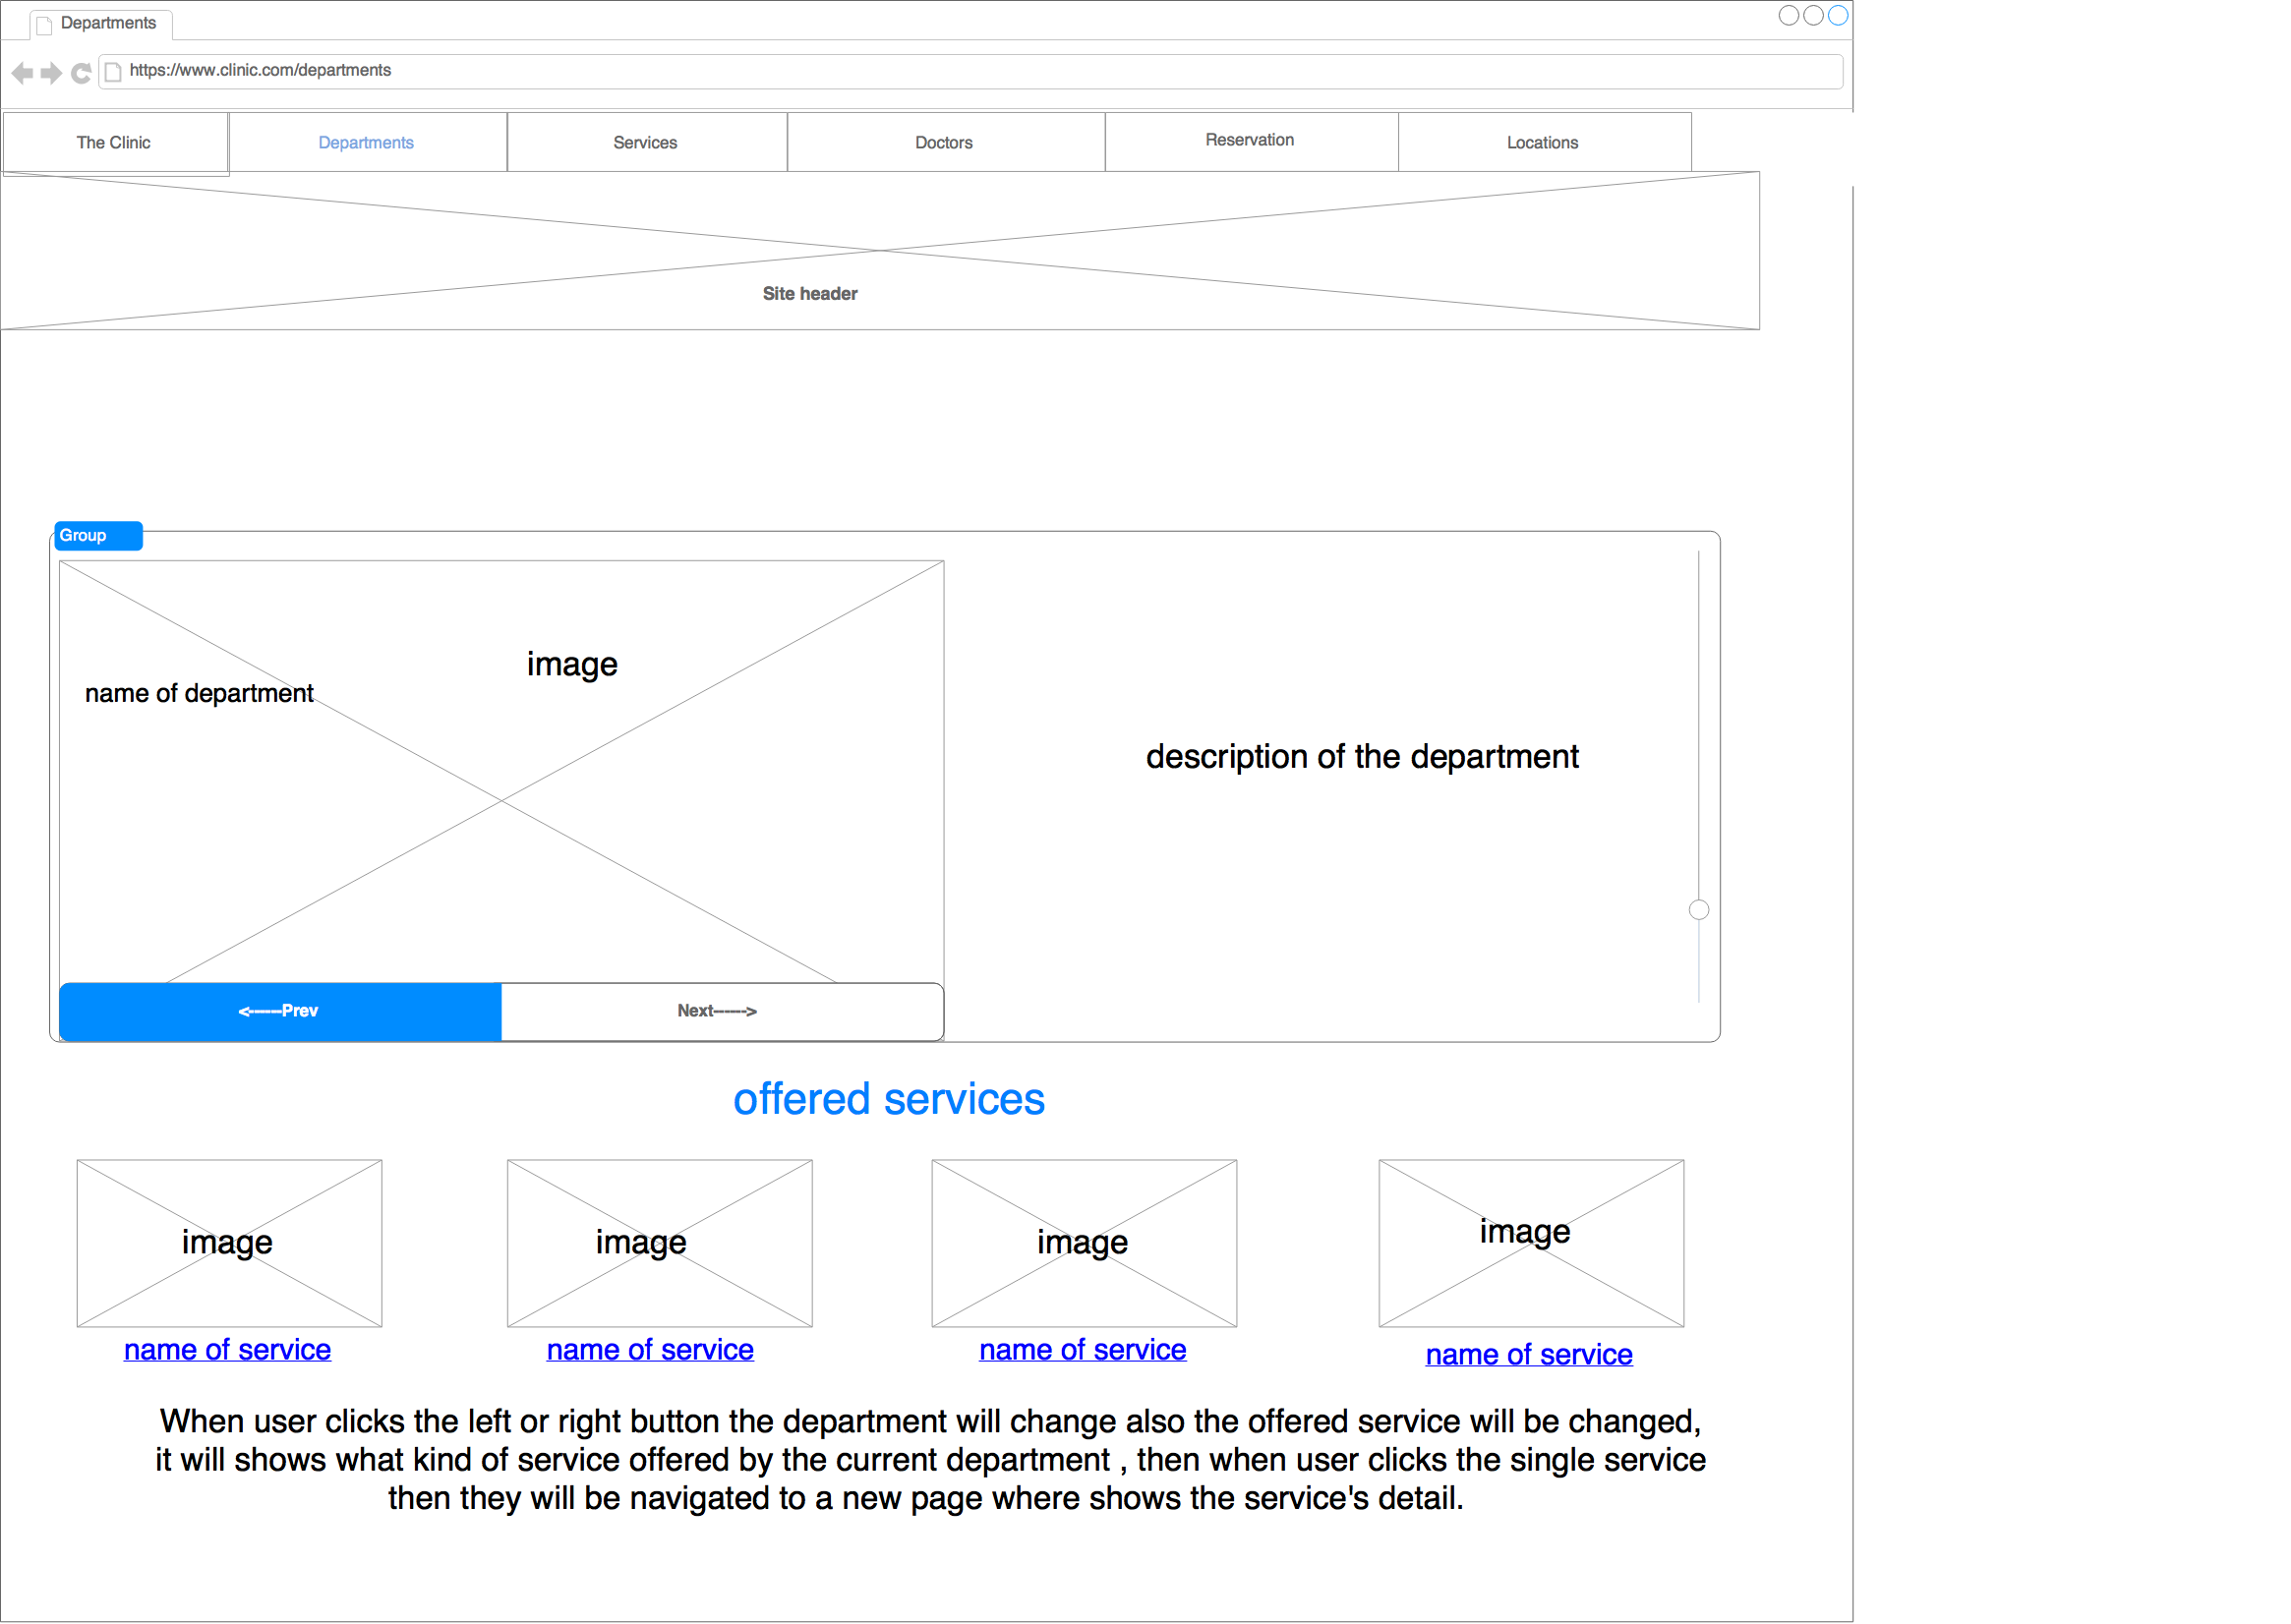 Departments
https://www.clinic.com/departments
The Clinic
Departments
Services
Doctors
Reservation
Locations
Site header
Group
image
name of department
description of the department
<------Prev
Next------>
offered services
image
image
image
image
name of service
name of service
name of service
name of service
When user clicks the left or right button the department will change also the offered service will be changed,
it will shows what kind of service offered by the current department , then when user clicks the single service
then they will be navigated to a new page where shows the service's detail.